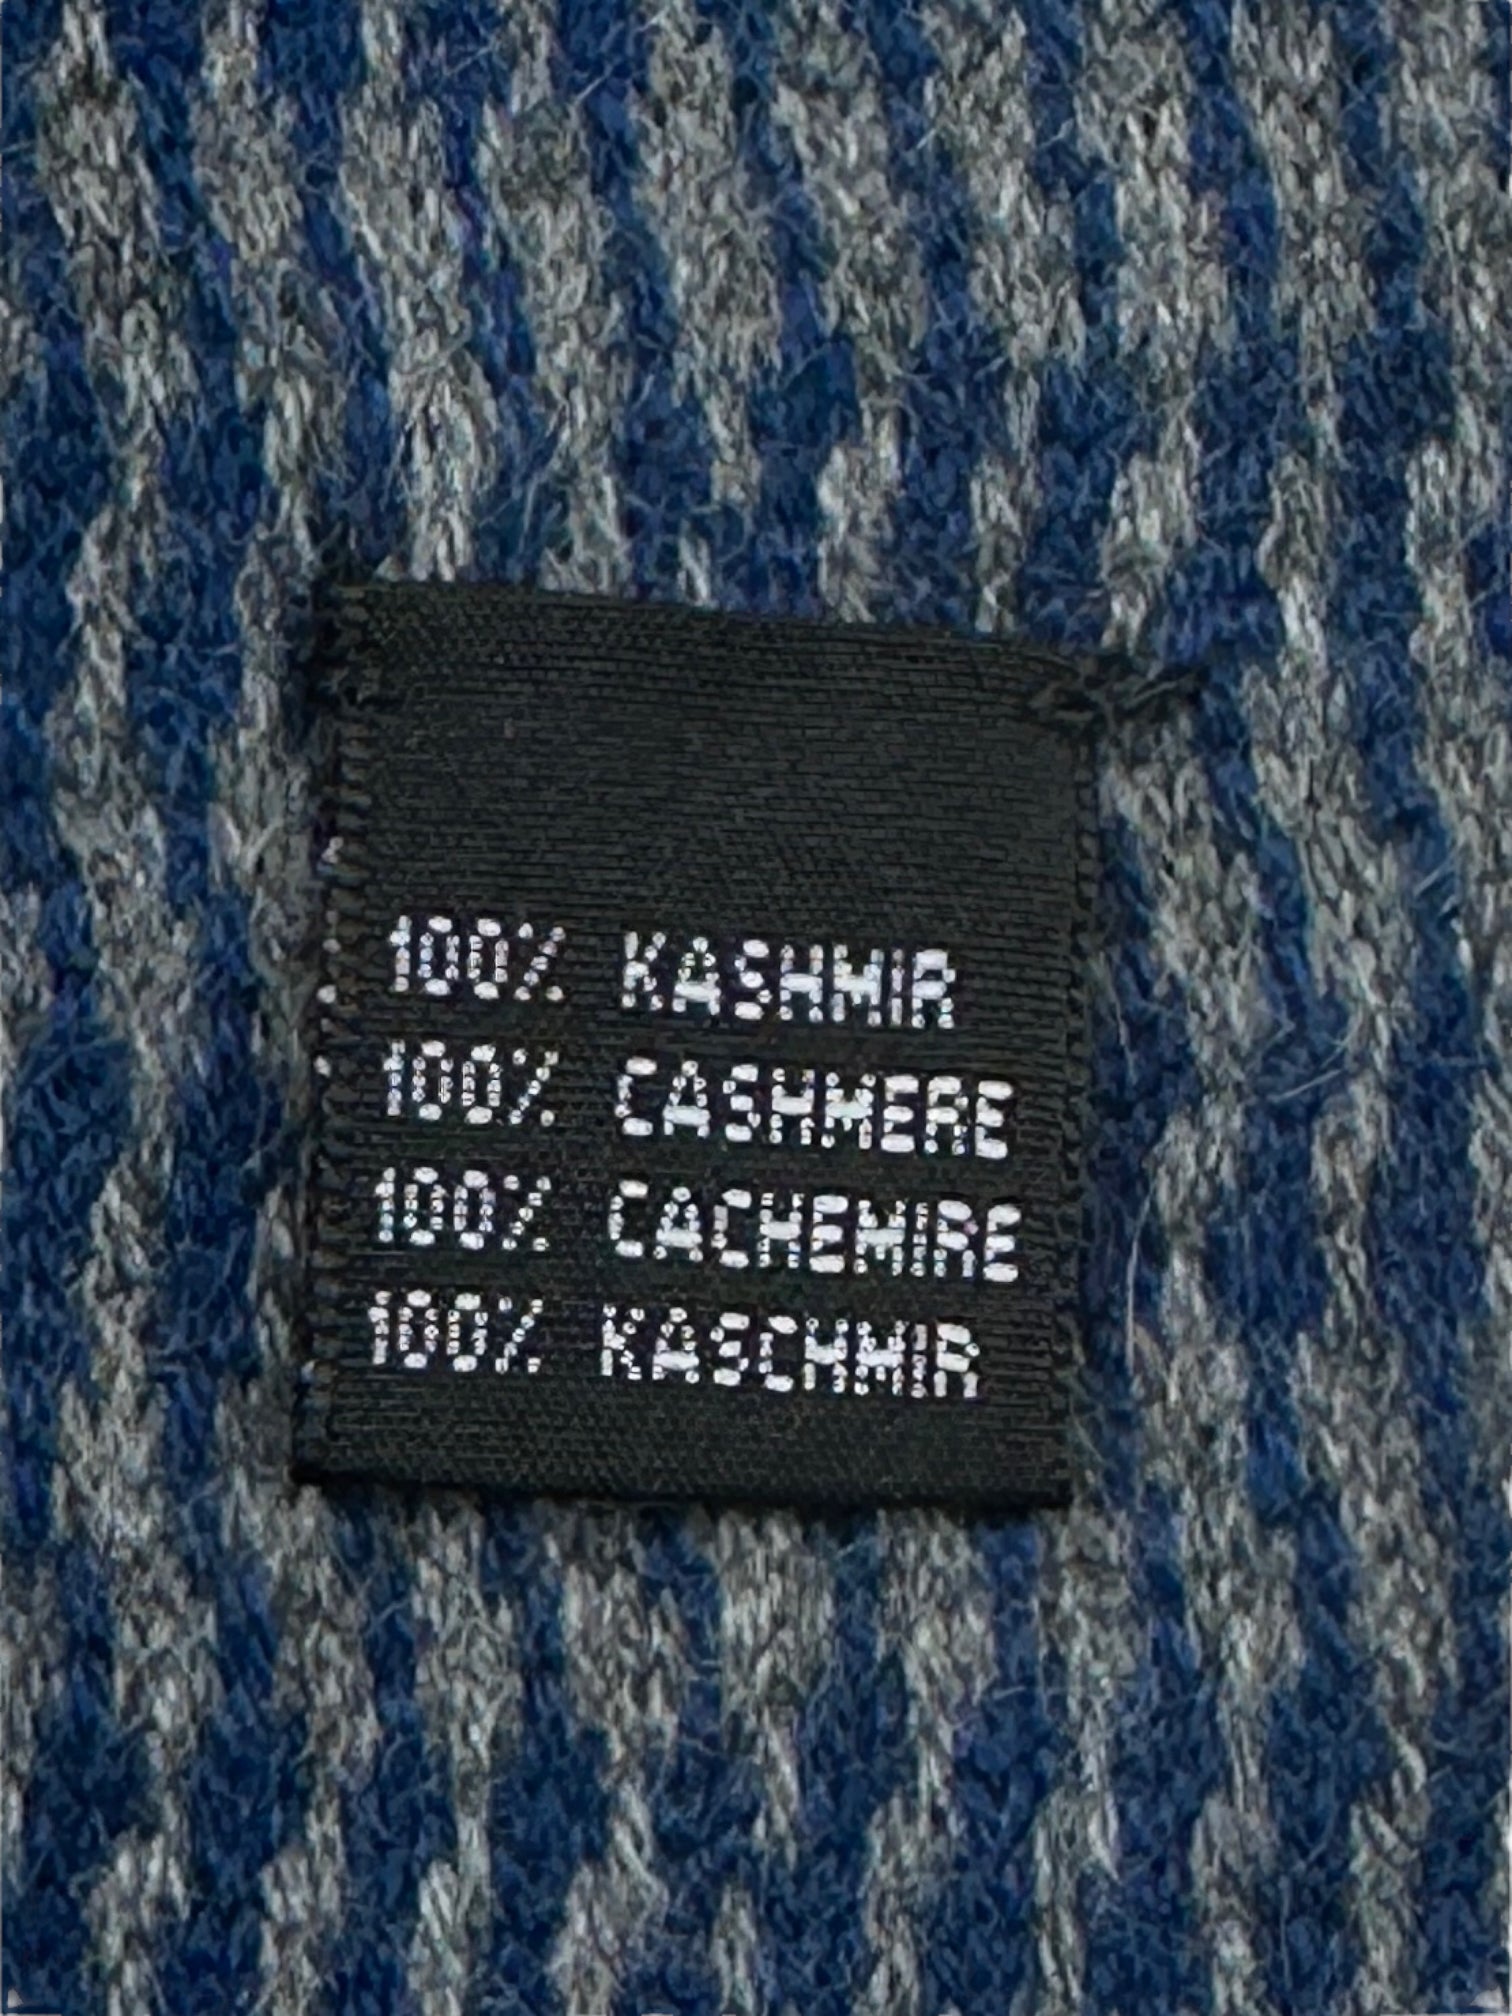 100% KASHMIR
100% CASHMERE
100% CACHEMIRE
100% KASCHMIR